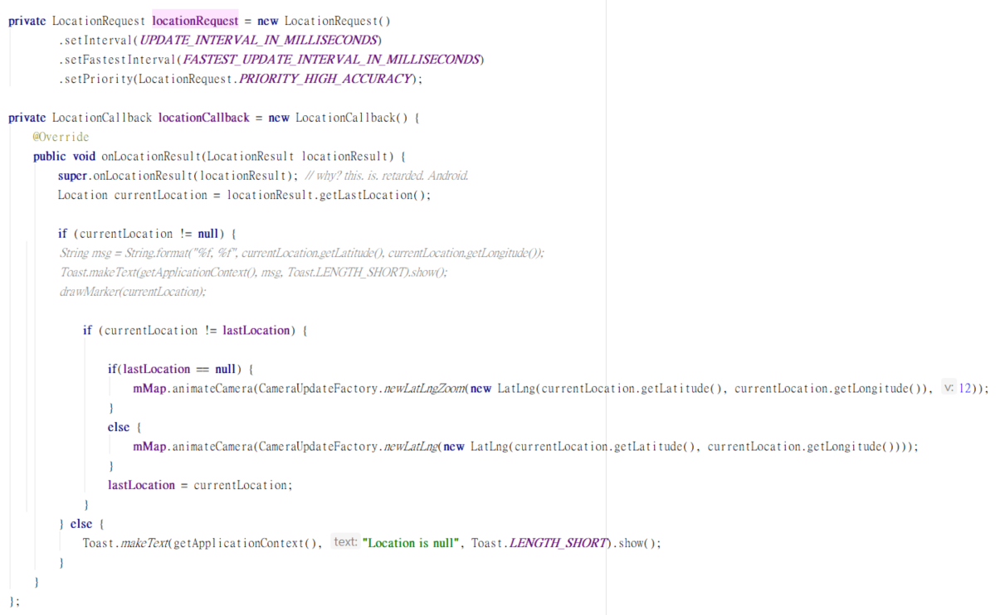 private LocationRequest locationRequest = new LocationRequest()
.setInterval(UPDATE_INTERVAL_IN_MILLISECONDS)
.setFastestInterval(FASTEST_UPDATE_INTERVAL_IN_MILLISECONDS)
.setPriority(LocationRequest.PRIORITY_HIGH_ACCURACY);
private LocationCallback locationCallback = new LocationCallback() {
@Override
public void onLocationResult(LocationResult locationResult) {
super.onLocationResult(locationResult); // why? this. is. retarded. Android.
Location currentLocation = locationResult.getLastLocation();
if (currentLocation != null) {
String msg = String.format("%f, %f", currentLocation.getLatitude(), currentLocation.getLongitude());
Toast.makeText(getApplicationContext(), msg, Toast.LENGTH_SHORT).show();
drawMarker(currentLocation);
if (currentLocation != lastLocation) {
if(lastLocation == null) {
mMap.animateCamera(CameraUpdateFactory.newLatLngZoom(new LatLng(currentLocation.getLatitude(), currentLocation.getLongitude()), v: 12));
}
else {
mMap.animateCamera(CameraUpdateFactory.newLatLng(new LatLng(currentLocation.getLatitude(), currentLocation.getLongitude())));
}
lastLocation = currentLocation;
}
} else {
Toast.makeText(getApplicationContext(), text: "Location is null", Toast.LENGTH_SHORT).show();
}
}
};